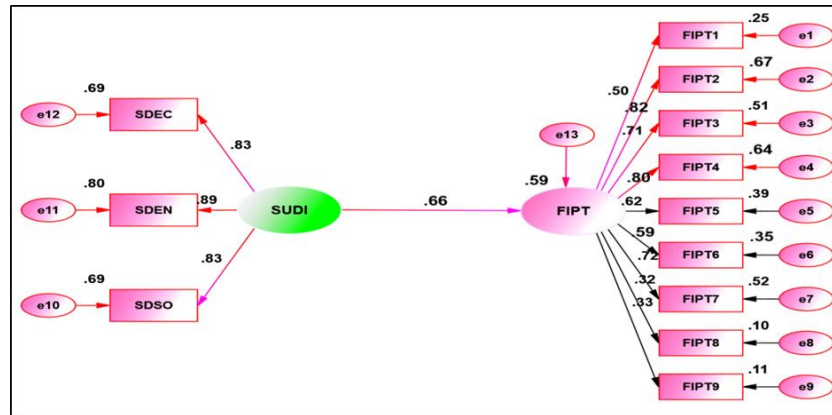 .69
e12
SDEC
.83
.80
e11
SDEN
.89
.69
e10
SDSO
.83
SUDI
.66
e13
.59
FIPT
.50
.82
.71
.80
.62
.59
.72
.32
.33
.25
FIPT1
e1
.67
FIPT2
e2
.51
FIPT3
e3
.64
FIPT4
e4
.39
FIPT5
e5
.35
FIPT6
e6
.52
FIPT7
e7
.10
FIPT8
e8
.11
FIPT9
e9